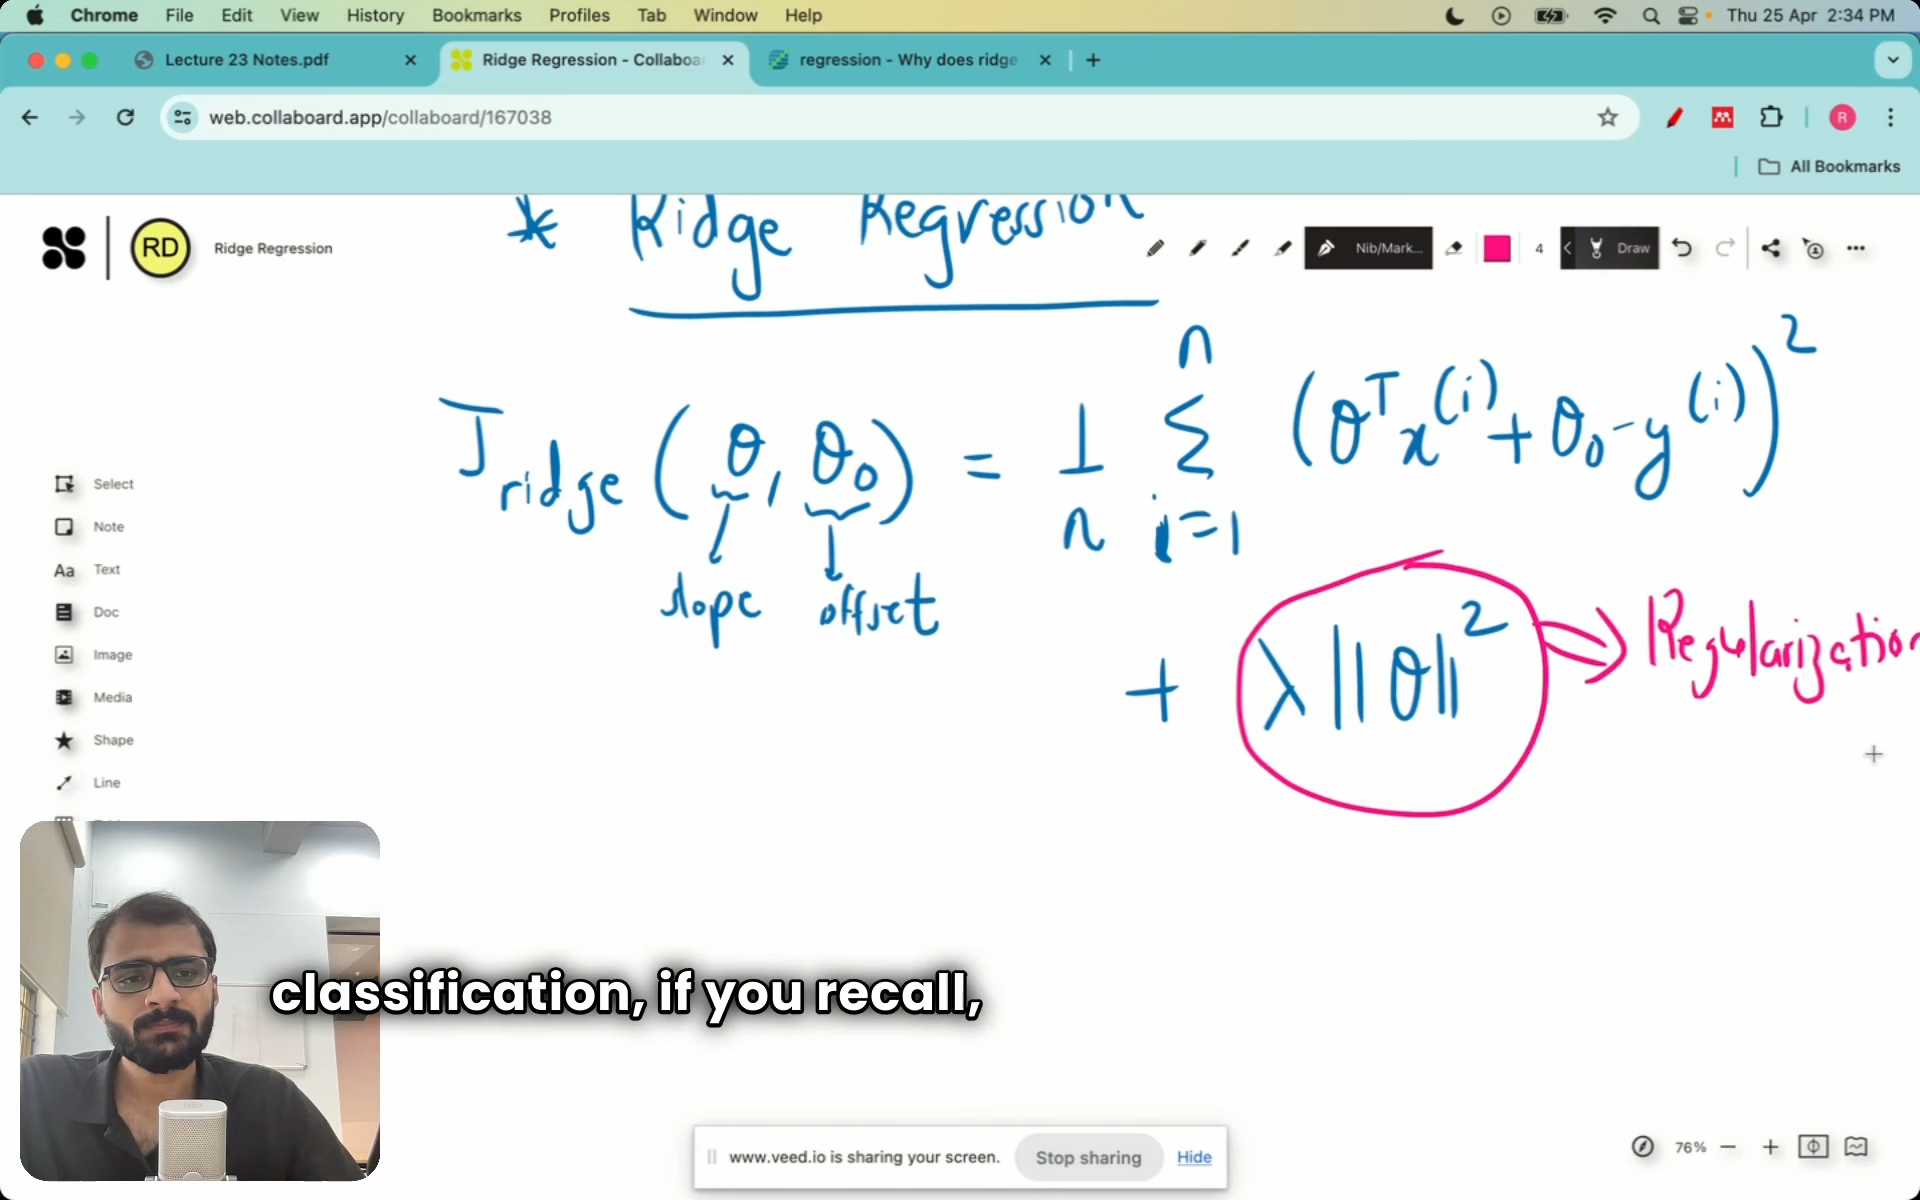 Chrome File Edit View History Bookmarks Profiles Tab Window Help Thu 25 Apr 2:34 PM
Lecture 23 Notes.pdf Ridge Regression - Collaboa regression - Why does ridge
web.collaboard.app/collaboard/167038 R
All Bookmarks
* Ridge Regression
RD Ridge Regression Nib/Mark... 4 Draw
J ridge (θ, θ₀) = 1/n Σ i=1 n (θᵀx⁽ⁱ⁾ + θ₀ - y⁽ⁱ⁾)²
slope offset
+ λ||θ||² ⇒ Regularization
Select
Note
Aa Text
Doc
Image
Media
Shape
Line
classification, if you recall,
www.veed.io is sharing your screen. Stop sharing Hide
76%